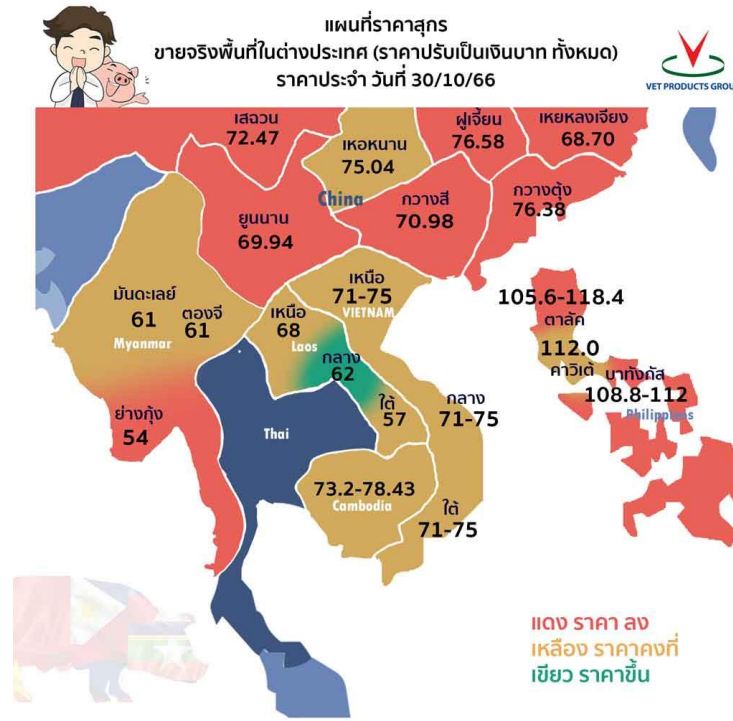 แผนที่ราคาสุกร
ขายจริงพื้นที่ในต่างประเทศ (ราคาปรับเป็นเงินบาท ทั้งหมด)
ราคาประจำ วันที่ 30/10/66
VET PRODUCTS GROUP
เสฉวน
72.47
เหอหนาน
75.04
ฝูเจี้ยน
76.58
เหยหลงเจียง
68.70
China
ยูนนาน
69.94
กวางสี
70.98
กวางตุ้ง
76.38
มันดะเลย์
61
ตองจี
61
Myanmar
ย่างกุ้ง
54
เหนือ
68
Laos
กลาง
62
ใต้
57
เหนือ
71-75
VIETNAM
กลาง
71-75
ใต้
71-75
Thai
73.2-78.43
Cambodia
105.6-118.4
ตาลัค
112.0
คาวิเต้
บาทังกัส
108.8-112
Philippines
แดง ราคา ลง
เหลือง ราคาคงที่
เขียว ราคาขึ้น